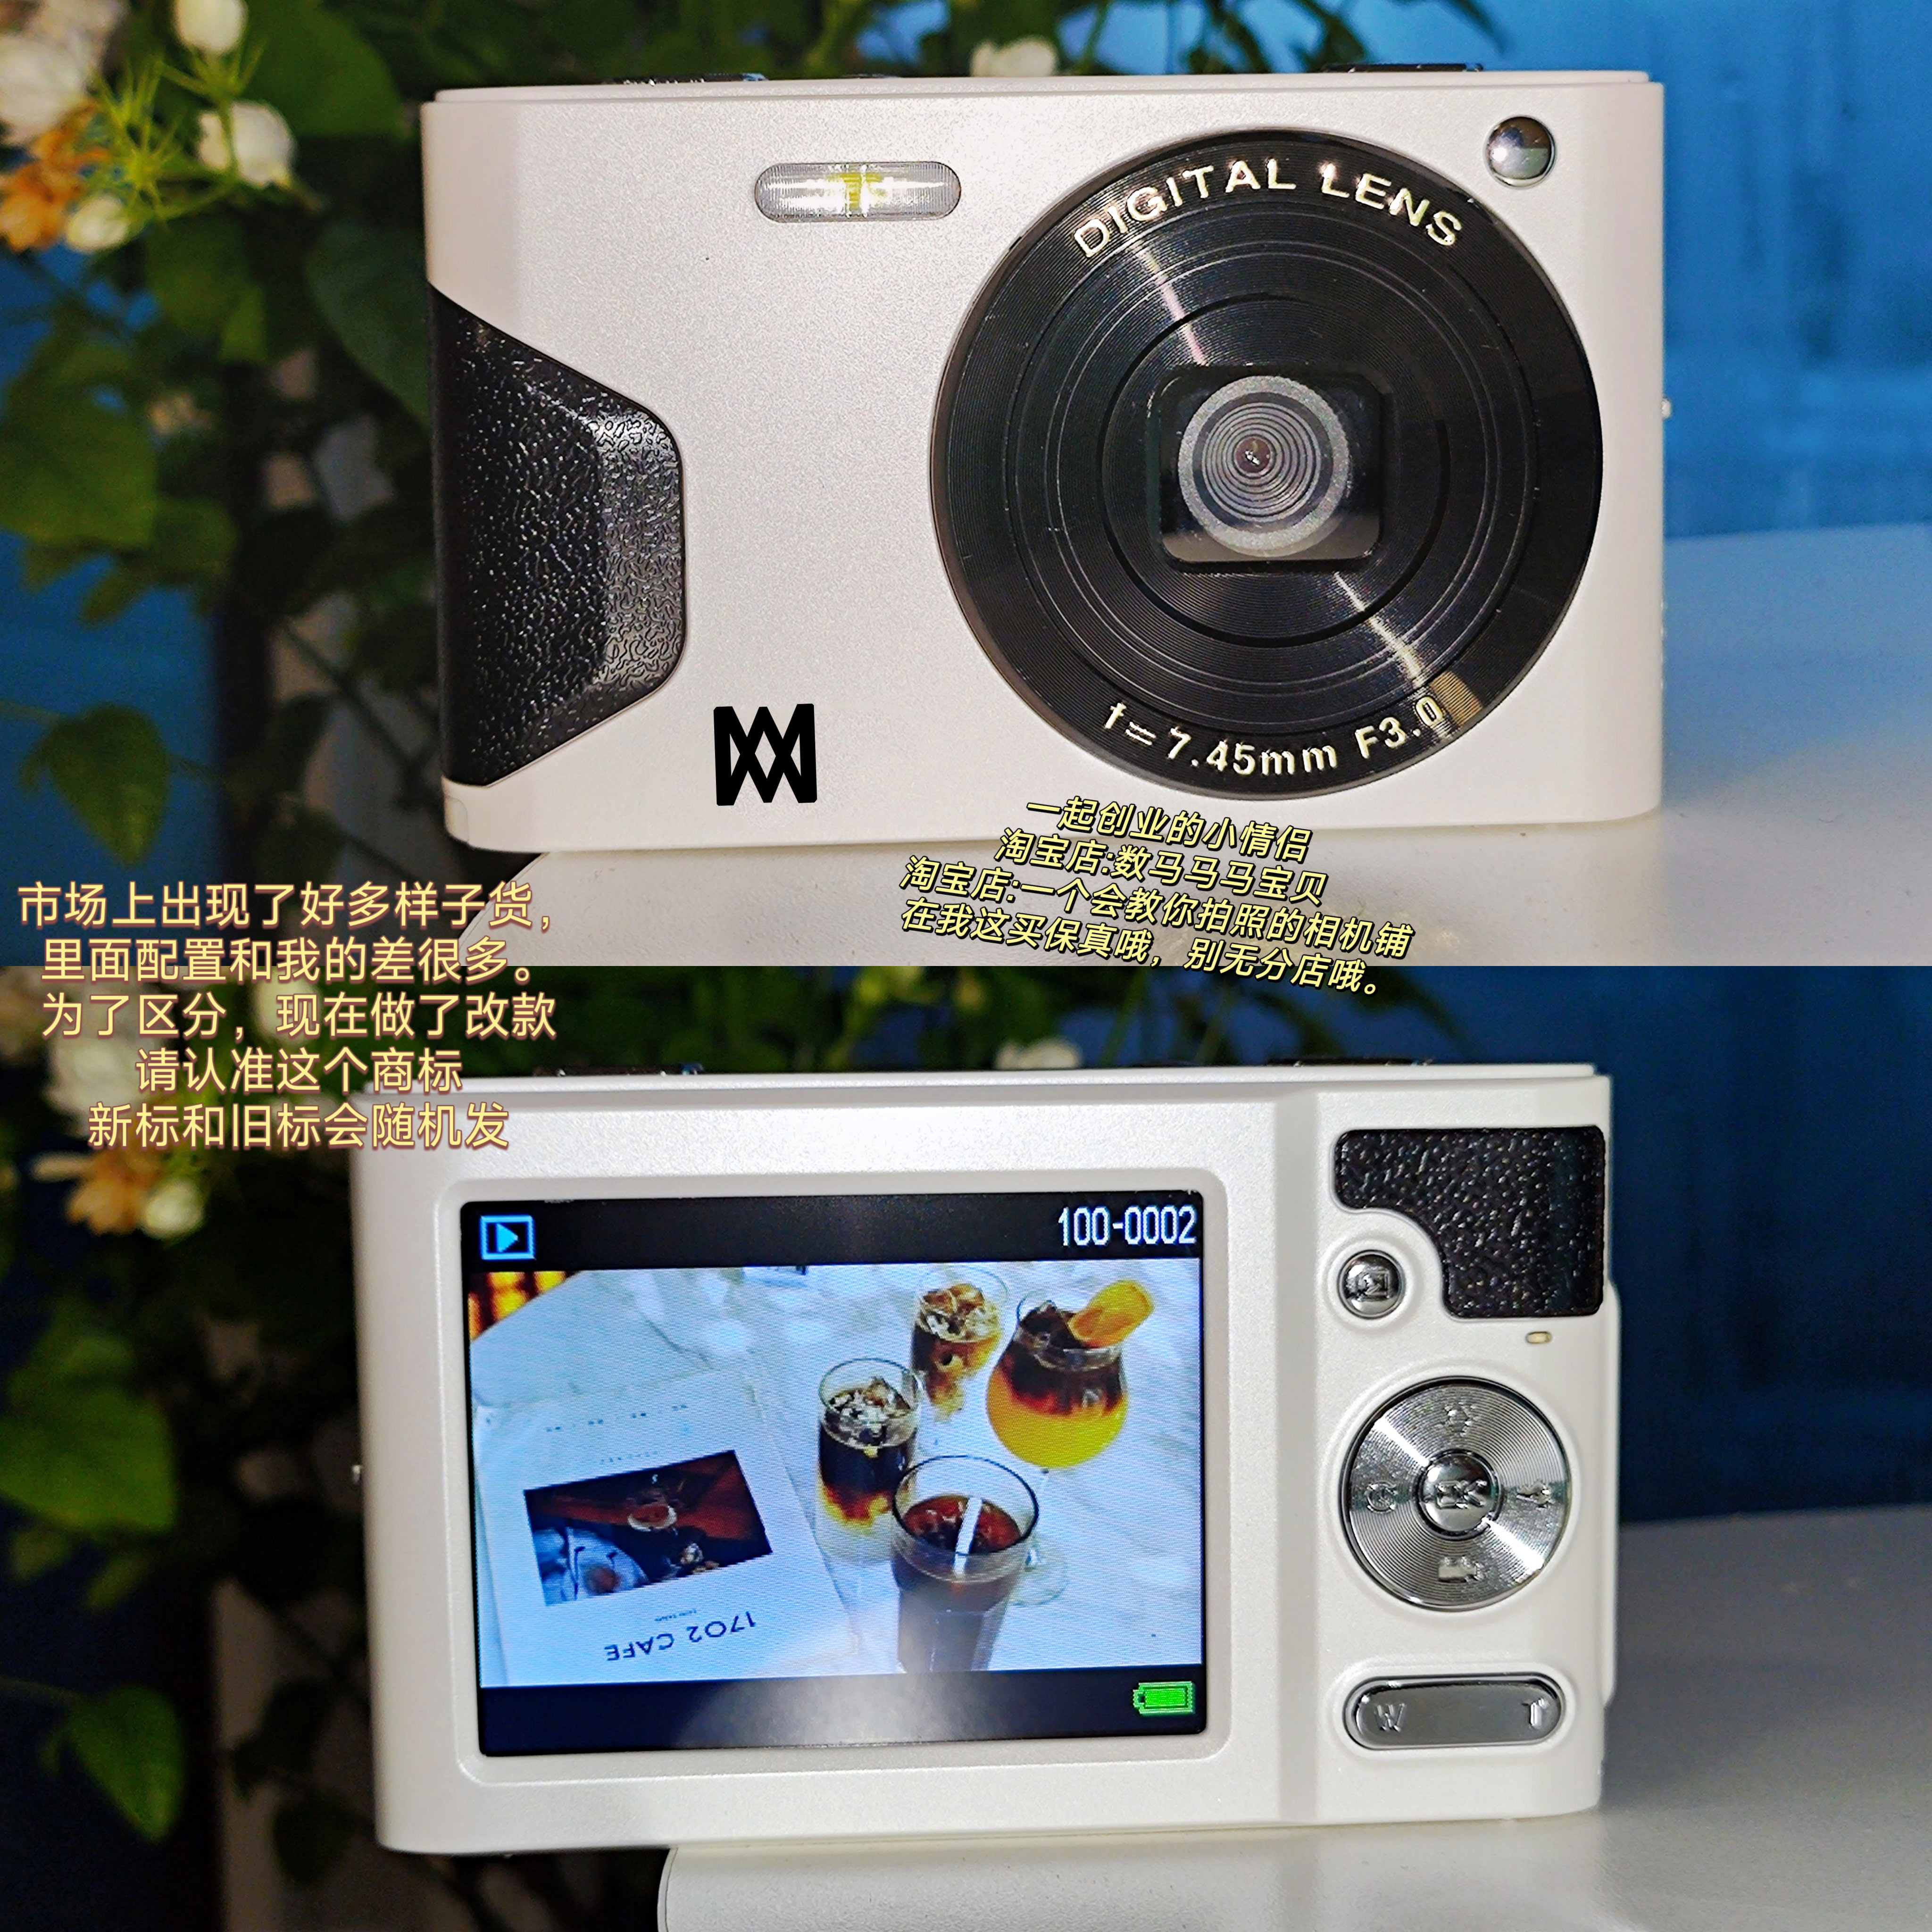 DIGITAL LENS
f=7.45mm F3.0
一起创业的小情侣
淘宝店:数马马马宝贝
淘宝店:一个会教你拍照的相机铺
在我这买保真哦，别无分店哦。
市场上出现了好多样子货，
里面配置和我的差很多。
为了区分，现在做了改款
请认准这个商标
新标和旧标会随机发
100-0002
1702 CAFE
OK
W T